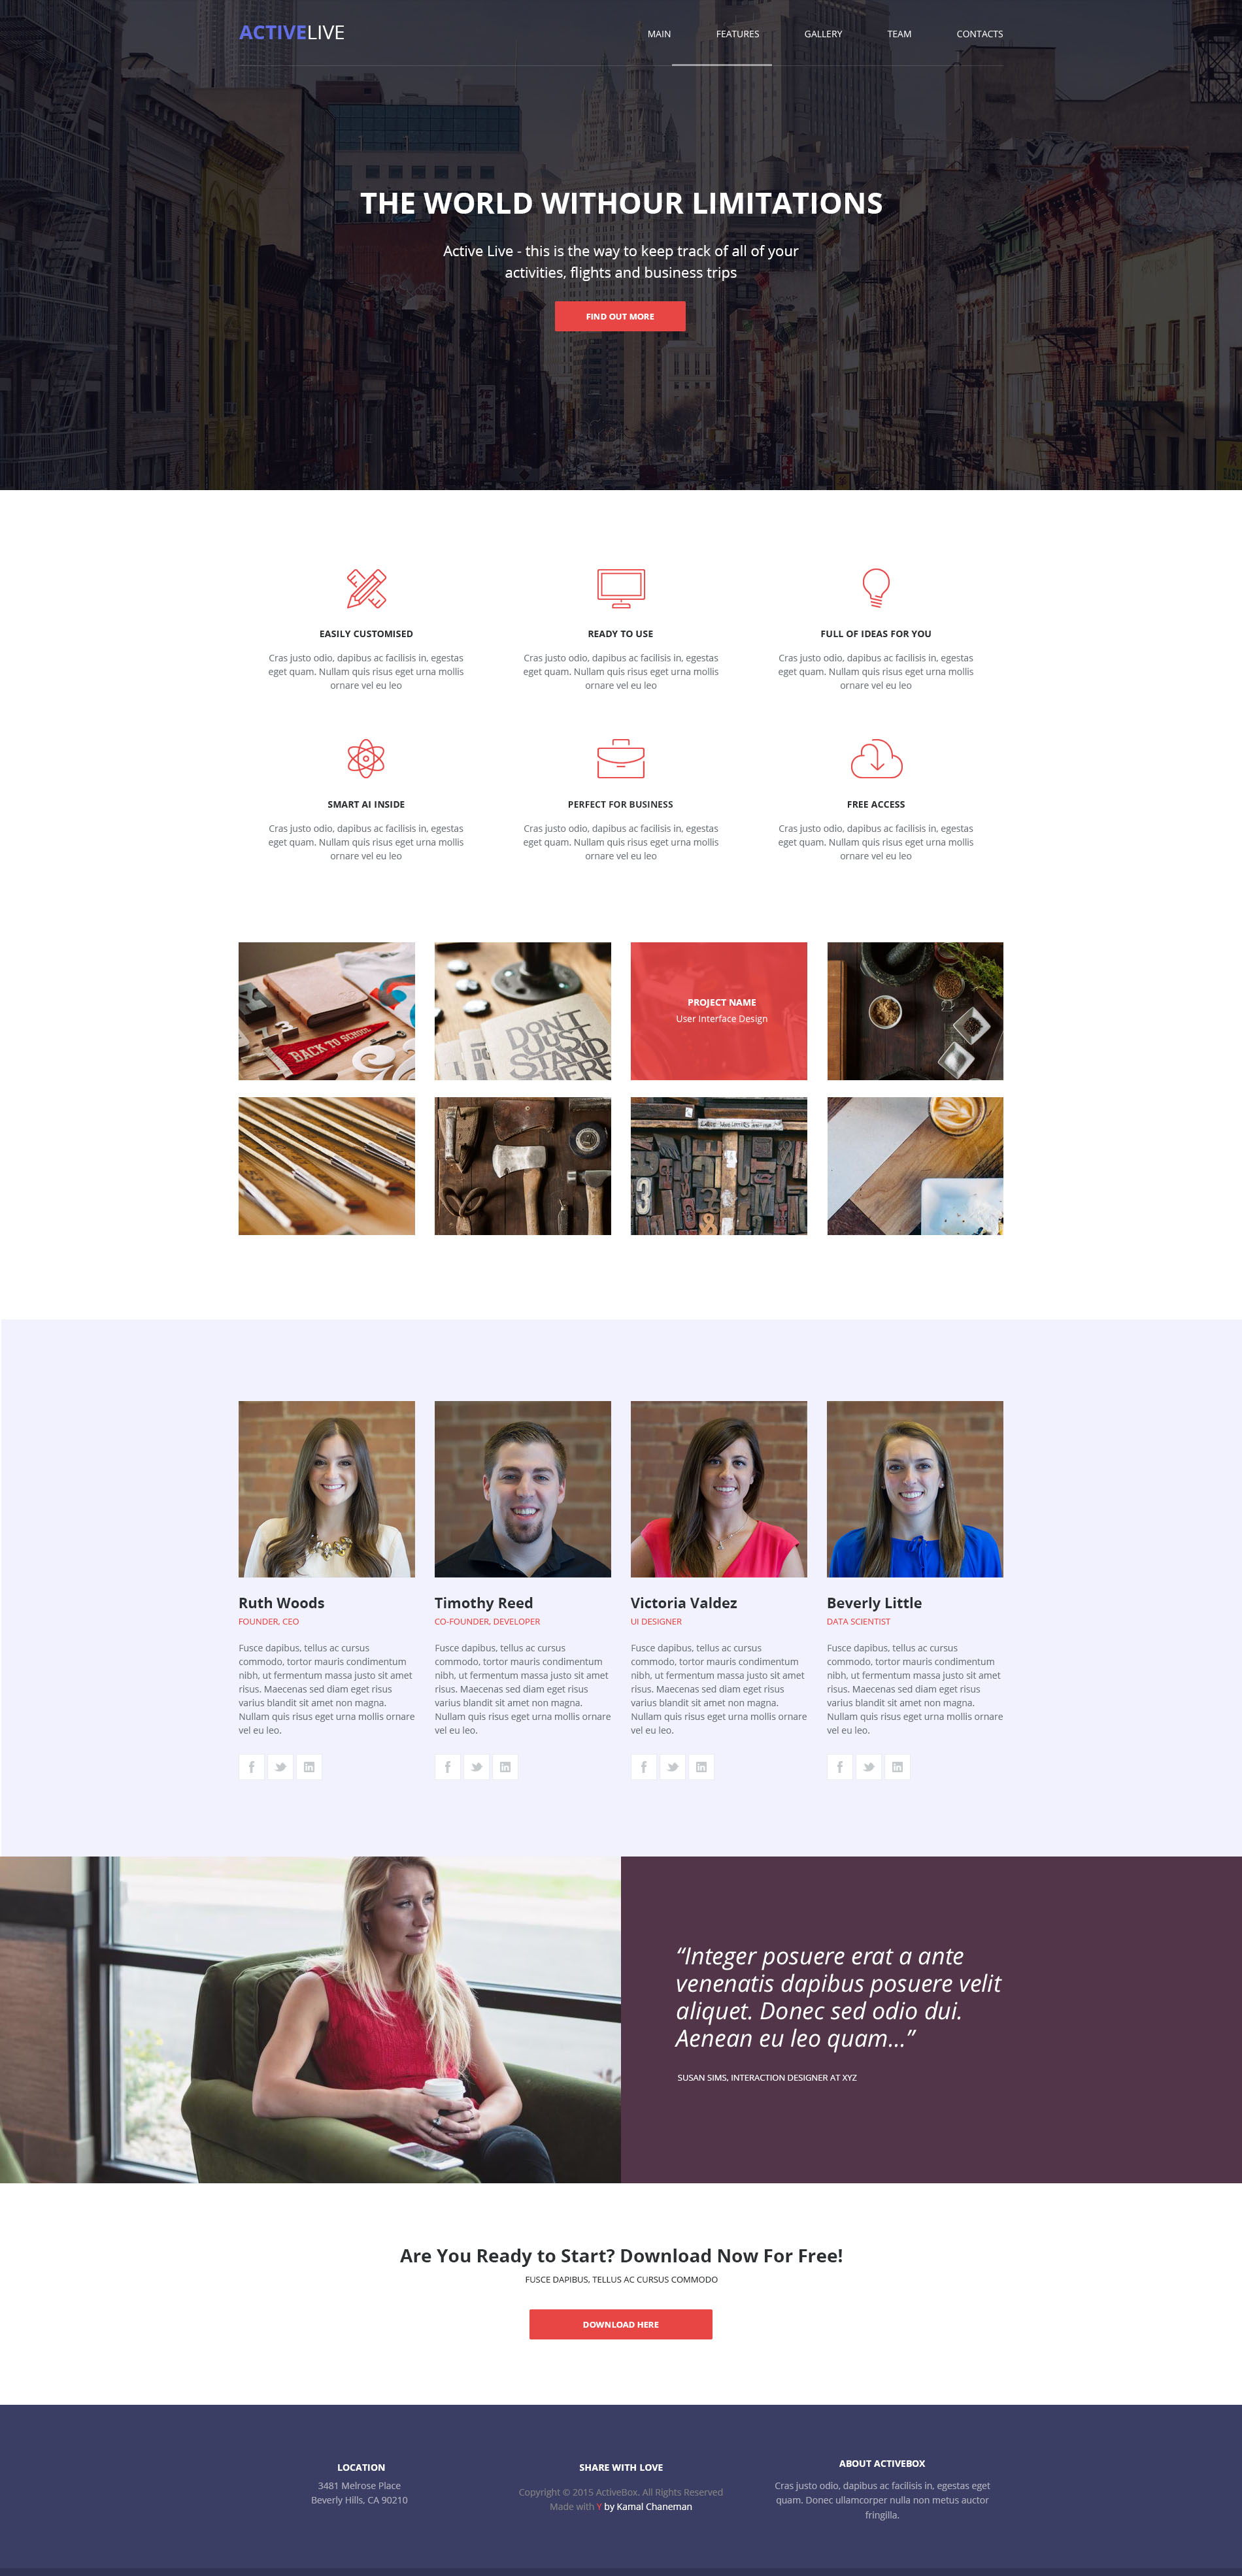 ACTIVELIVE
MAIN FEATURES GALLERY TEAM CONTACTS
THE WORLD WITHOUR LIMITATIONS
Active Live - this is the way to keep track of all of your
activities, flights and business trips
FIND OUT MORE
EASILY CUSTOMISED
Cras justo odio, dapibus ac facilisis in, egestas
eget quam. Nullam quis risus eget urna mollis
ornare vel eu leo
READY TO USE
Cras justo odio, dapibus ac facilisis in, egestas
eget quam. Nullam quis risus eget urna mollis
ornare vel eu leo
FULL OF IDEAS FOR YOU
Cras justo odio, dapibus ac facilisis in, egestas
eget quam. Nullam quis risus eget urna mollis
ornare vel eu leo
SMART AI INSIDE
Cras justo odio, dapibus ac facilisis in, egestas
eget quam. Nullam quis risus eget urna mollis
ornare vel eu leo
PERFECT FOR BUSINESS
Cras justo odio, dapibus ac facilisis in, egestas
eget quam. Nullam quis risus eget urna mollis
ornare vel eu leo
FREE ACCESS
Cras justo odio, dapibus ac facilisis in, egestas
eget quam. Nullam quis risus eget urna mollis
ornare vel eu leo
BACK TO SCHOOL
DON'T
JUST
STAND
HERE
PROJECT NAME
User Interface Design
Ruth Woods
FOUNDER, CEO
Fusce dapibus, tellus ac cursus
commodo, tortor mauris condimentum
nibh, ut fermentum massa justo sit amet
risus. Maecenas sed diam eget risus
varius blandit sit amet non magna.
Nullam quis risus eget urna mollis ornare
vel eu leo.
Timothy Reed
CO-FOUNDER, DEVELOPER
Fusce dapibus, tellus ac cursus
commodo, tortor mauris condimentum
nibh, ut fermentum massa justo sit amet
risus. Maecenas sed diam eget risus
varius blandit sit amet non magna.
Nullam quis risus eget urna mollis ornare
vel eu leo.
Victoria Valdez
UI DESIGNER
Fusce dapibus, tellus ac cursus
commodo, tortor mauris condimentum
nibh, ut fermentum massa justo sit amet
risus. Maecenas sed diam eget risus
varius blandit sit amet non magna.
Nullam quis risus eget urna mollis ornare
vel eu leo.
Beverly Little
DATA SCIENTIST
Fusce dapibus, tellus ac cursus
commodo, tortor mauris condimentum
nibh, ut fermentum massa justo sit amet
risus. Maecenas sed diam eget risus
varius blandit sit amet non magna.
Nullam quis risus eget urna mollis ornare
vel eu leo.
“Integer posuere erat a ante
venenatis dapibus posuere velit
aliquet. Donec sed odio dui.
Aenean eu leo quam...”
SUSAN SIMS, INTERACTION DESIGNER AT XYZ
Are You Ready to Start? Download Now For Free!
FUSCE DAPIBUS, TELLUS AC CURSUS COMMODO
DOWNLOAD HERE
LOCATION
3481 Melrose Place
Beverly Hills, CA 90210
SHARE WITH LOVE
Copyright © 2015 ActiveBox. All Rights Reserved
Made with Y by Kamal Chaneman
ABOUT ACTIVEBOX
Cras justo odio, dapibus ac facilisis in, egestas eget
quam. Donec ullamcorper nulla non metus auctor
fringilla.